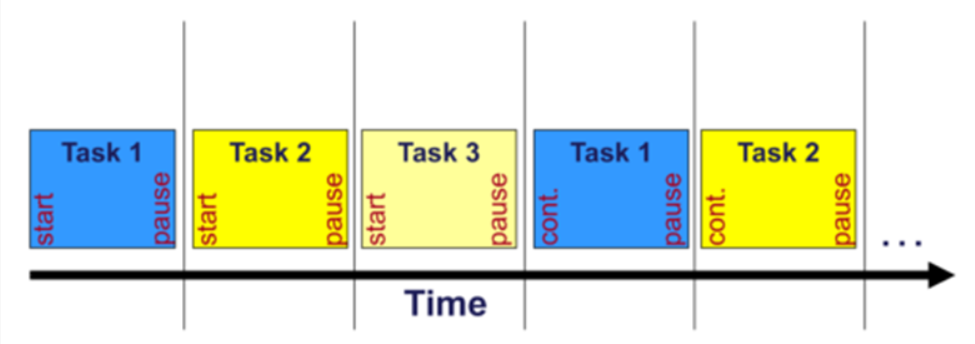 Task 1
start
pause
Task 2
start
pause
Task 3
start
pause
Task 1
cont.
pause
Task 2
cont.
pause
...
Time